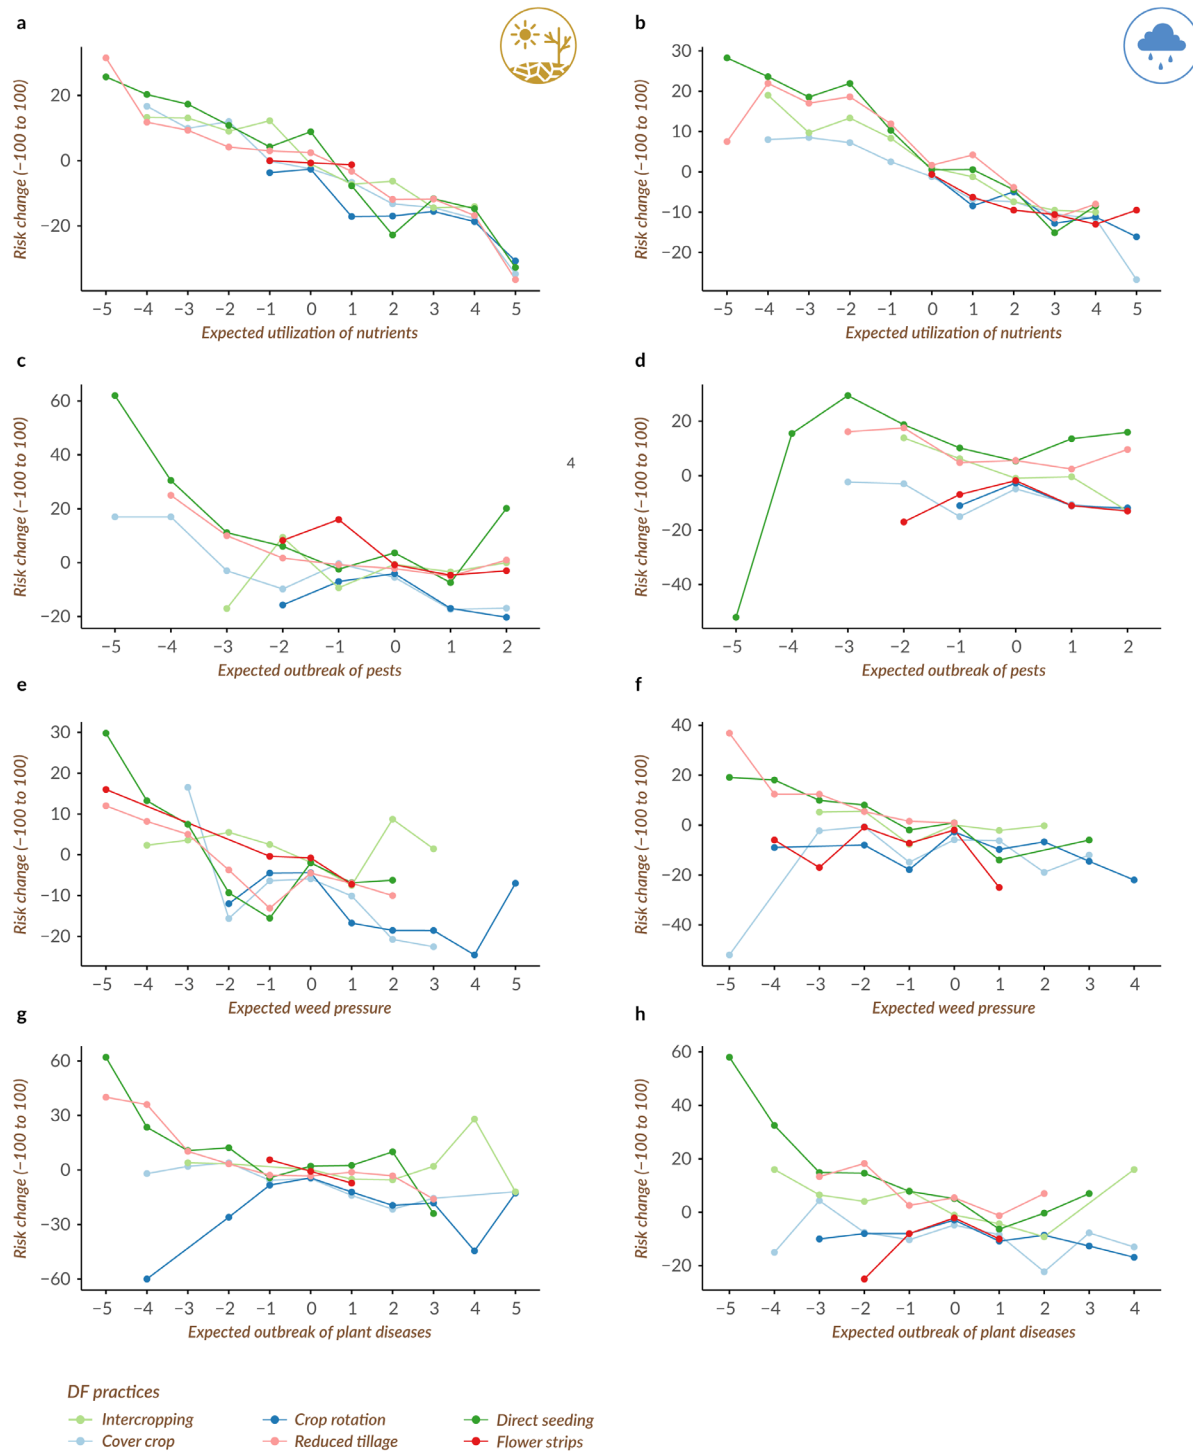 a
b
Risk change (−100 to 100)
20
0
−20
−5 −4 −3 −2 −1 0 1 2 3 4 5
Expected utilization of nutrients
Risk change (−100 to 100)
30
20
10
0
−10
−20
−5 −4 −3 −2 −1 0 1 2 3 4 5
Expected utilization of nutrients
c
d
Risk change (−100 to 100)
60
40
20
0
−20
−5 −4 −3 −2 −1 0 1 2
Expected outbreak of pests
4
Risk change (−100 to 100)
20
0
−20
−40
−5 −4 −3 −2 −1 0 1 2
Expected outbreak of pests
e
f
Risk change (−100 to 100)
30
20
10
0
−10
−20
−5 −4 −3 −2 −1 0 1 2 3 4 5
Expected weed pressure
Risk change (−100 to 100)
40
20
0
−20
−40
−5 −4 −3 −2 −1 0 1 2 3 4
Expected weed pressure
g
h
Risk change (−100 to 100)
60
30
0
−30
−60
−5 −4 −3 −2 −1 0 1 2 3 4 5
Expected outbreak of plant diseases
Risk change (−100 to 100)
60
40
20
0
−20
−5 −4 −3 −2 −1 0 1 2 3 4
Expected outbreak of plant diseases
DF practices
Intercropping Crop rotation Direct seeding
Cover crop Reduced tillage Flower strips